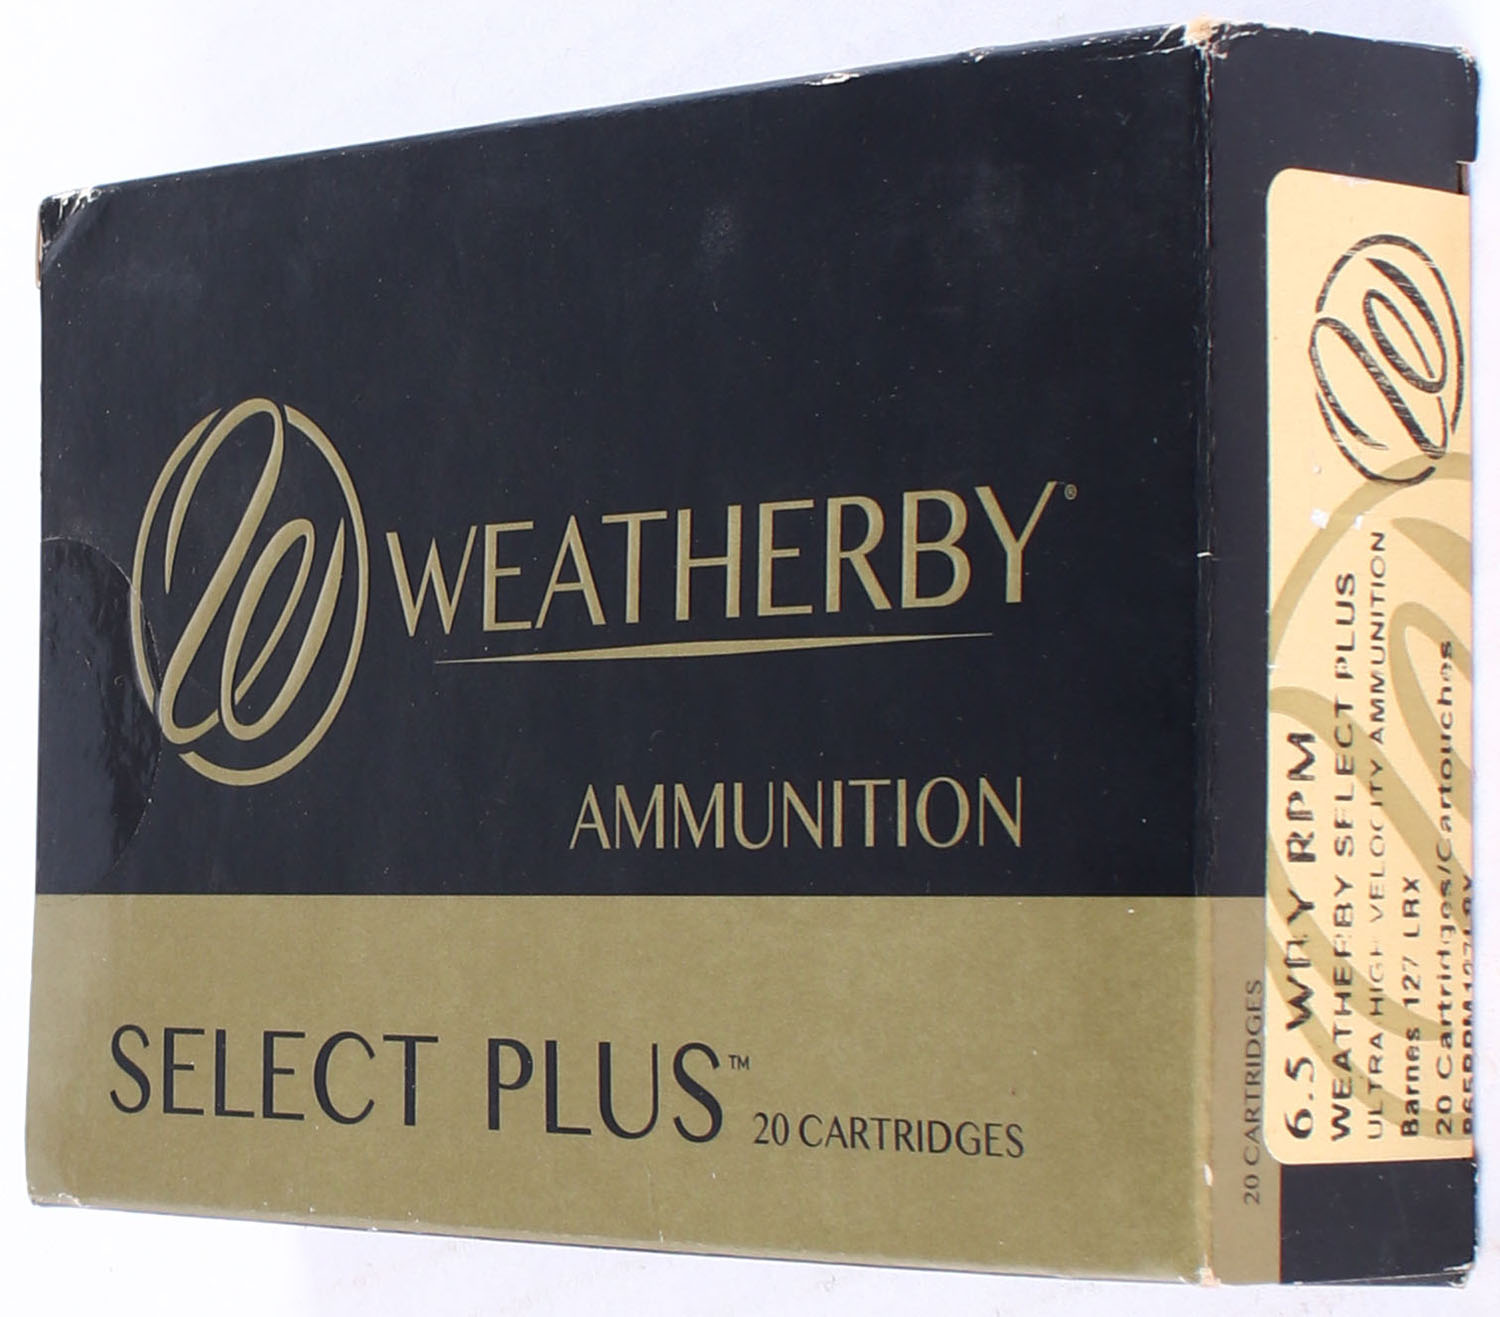 WEATHERBY®
AMMUNITION
SELECT PLUS™
20 CARTRIDGES
20 CARTRIDGES
6.5 WBY RPM
WEATHERBY SELECT PLUS
ULTRA HIGH VELOCITY AMMUNITION
Barnes 127 LRX
20 Cartridges/Cartouches